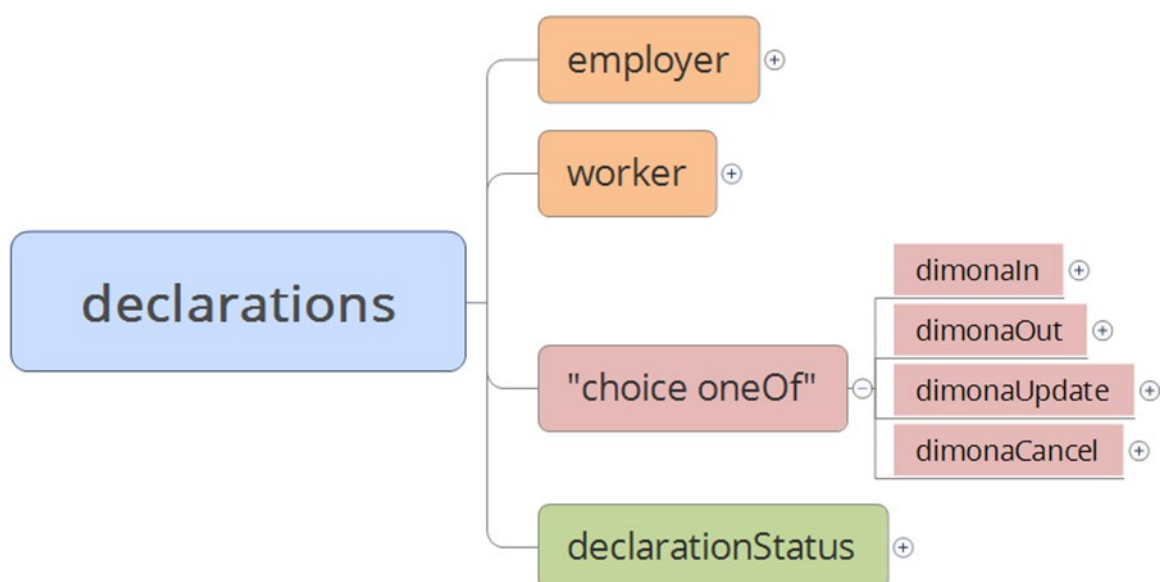 employer
worker
declarations
"choice oneOf"
dimonaIn
dimonaOut
dimonaUpdate
dimonaCancel
declarationStatus